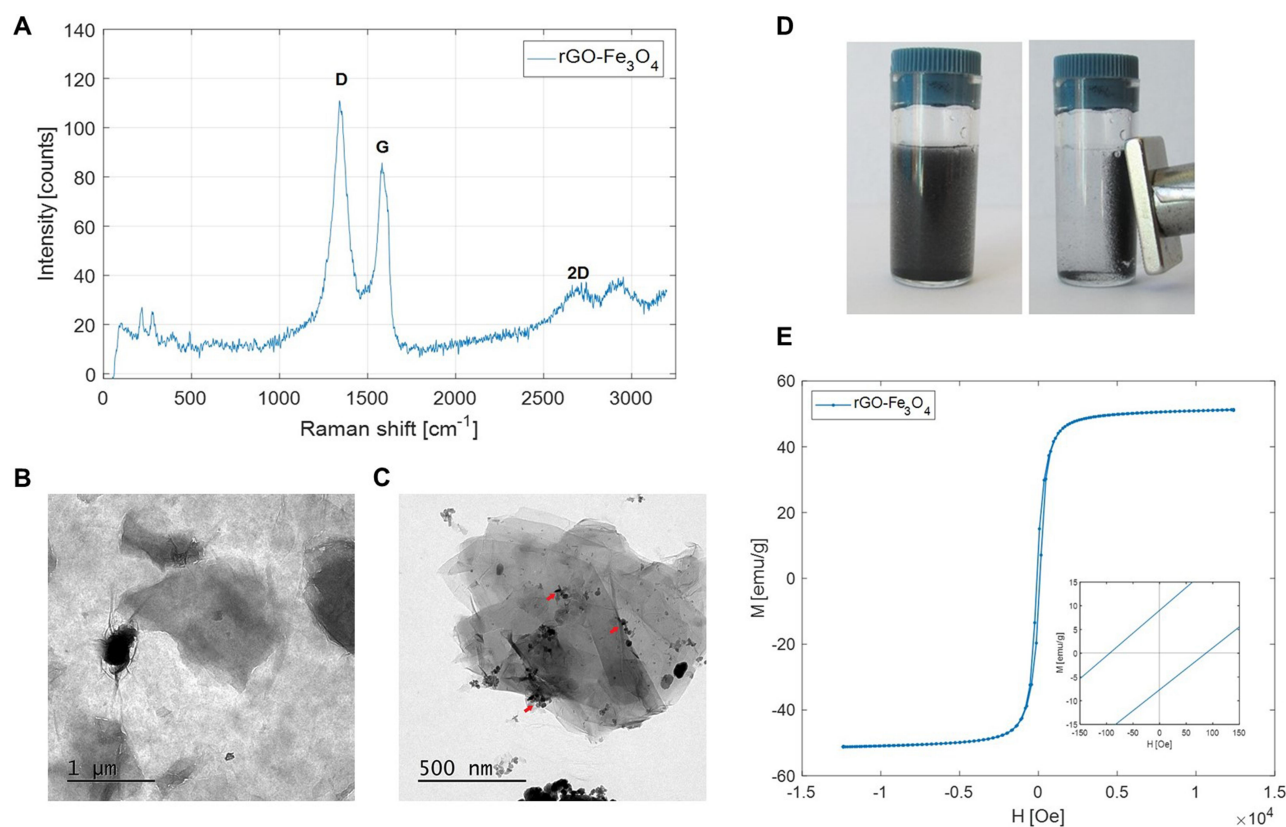 A
140
120
100
80
60
40
20
0
Intensity [counts]
D
G
2D
rGO-Fe₃O₄
0
500
1000
1500
2000
2500
3000
Raman shift [cm⁻¹]
B
1 μm
C
500 nm
D
E
60
40
20
0
-20
-40
-60
M [emu/g]
rGO-Fe₃O₄
15
10
5
0
-5
-10
-15
M [emu/g]
-150
-100
-50
0
50
100
150
H [Oe]
-1.5
-1
-0.5
0
0.5
1
1.5
×10⁴
H [Oe]